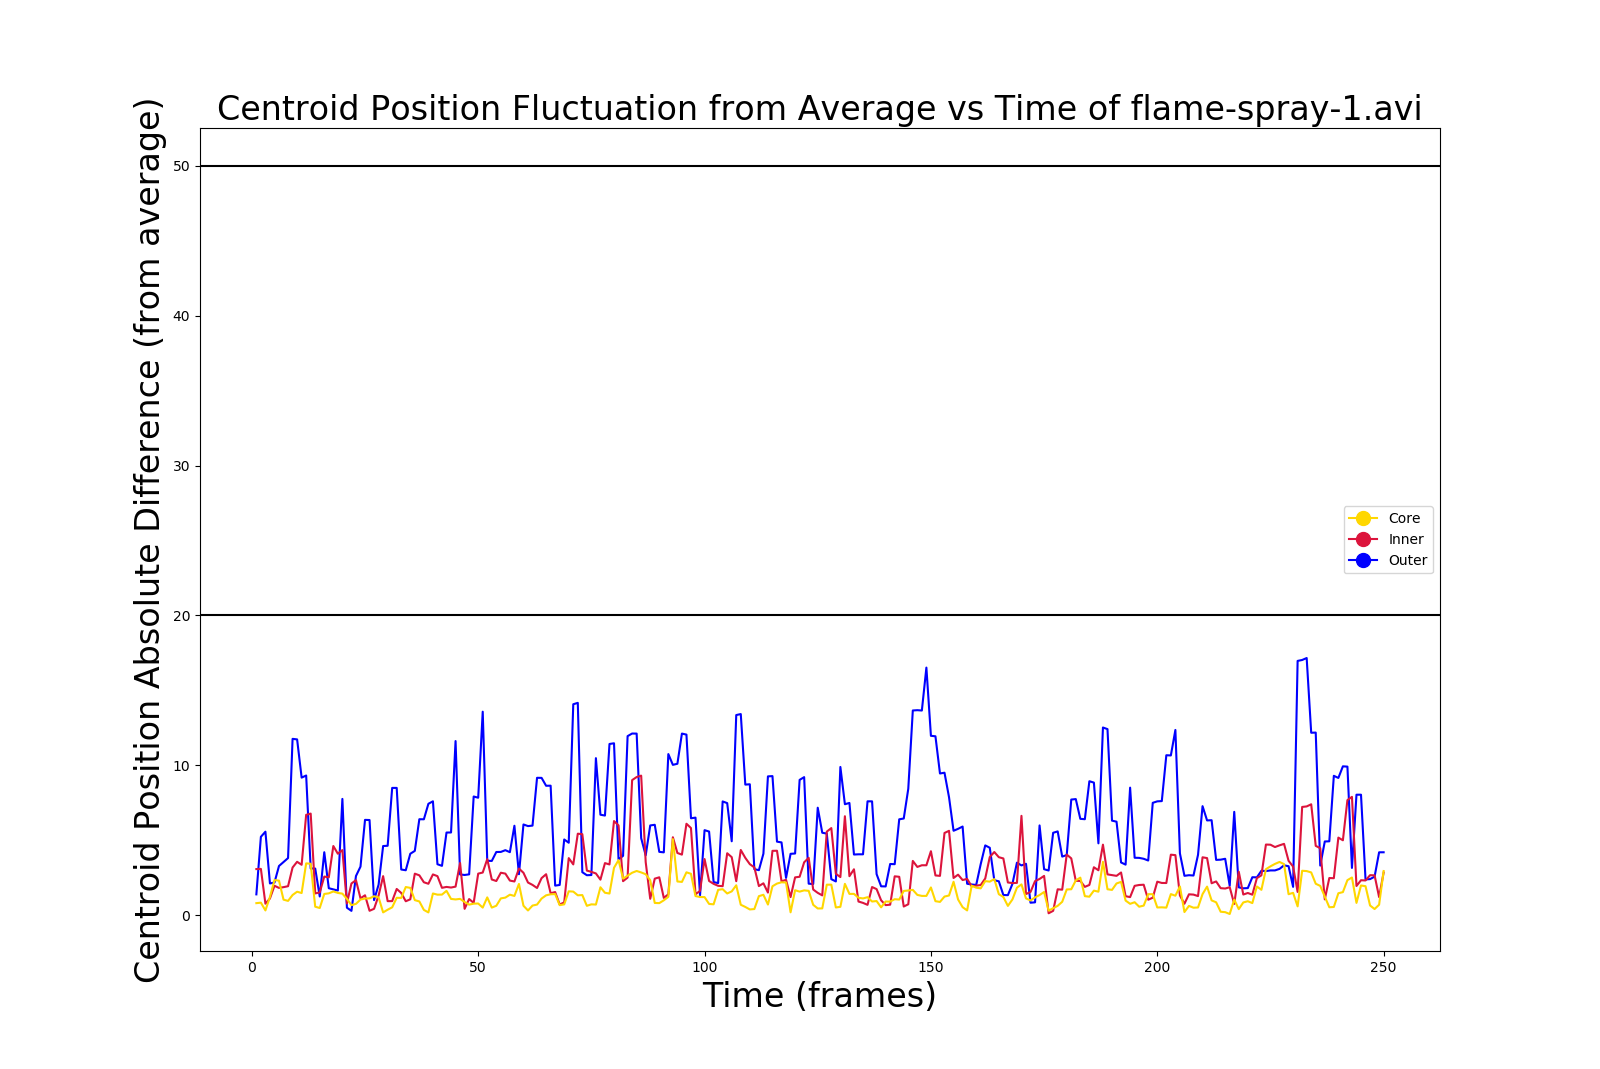 Centroid Position Fluctuation from Average vs Time of flame-spray-1.avi
Centroid Position Absolute Difference (from average)
50
40
30
20
10
0
Core
Inner
Outer
0 50 100 150 200 250
Time (frames)